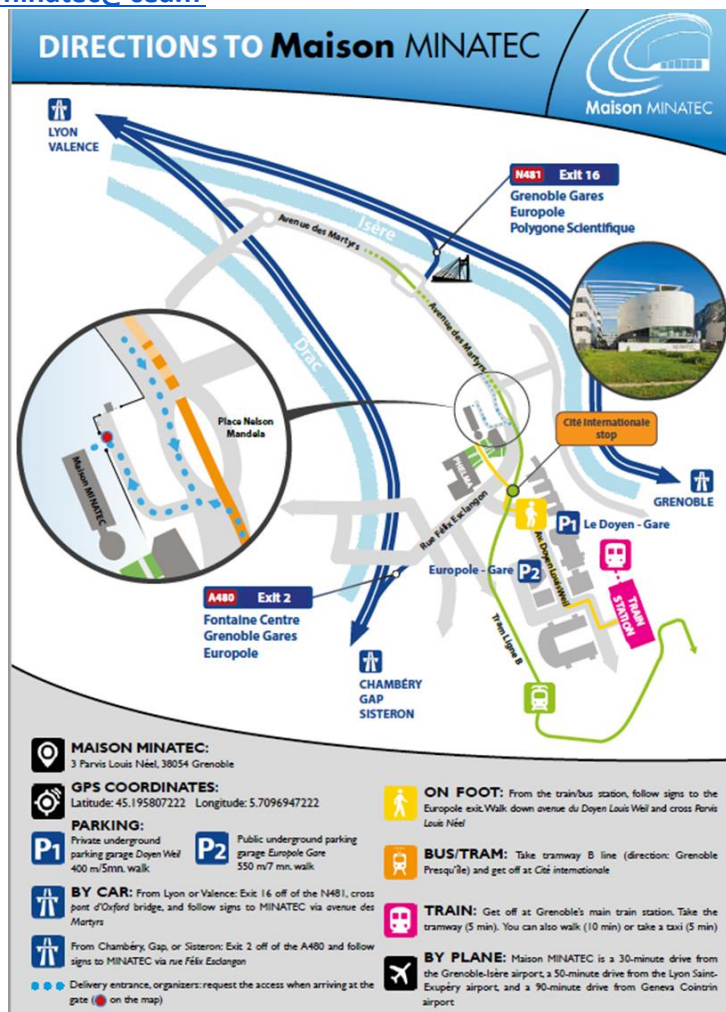 minatec@ceam
DIRECTIONS TO Maison MINATEC
Maison MINATEC
LYON
VALENCE
N481 Exit 16
Grenoble Gares
Europole
Polygone Scientifique
Isère
Avenue des Martyrs
Avenue des Martyrs
Drac
Place Nelson
Mandela
Maison MINATEC
Cité Internationale
stop
PHELMA
GRENOBLE
P1 Le Doyen - Gare
Rue Félix Esclangon
Europole - Gare P2
Av. Doyen Louis Weil
TRAIN
STATION
A480 Exit 2
Fontaine Centre
Grenoble Gares
Europole
Tram Ligne B
CHAMBÉRY
GAP
SISTERON
MAISON MINATEC:
3 Parvis Louis Néel, 38054 Grenoble
GPS COORDINATES:
Latitude: 45.195807222 Longitude: 5.7096947222
PARKING:
P1
Private underground
parking garage Doyen Weil
400 m/5mn. walk
P2
Public underground parking
garage Europole Gare
550 m/7 mn. walk
BY CAR: From Lyon or Valence: Exit 16 off of the N481, cross
pont d'Oxford bridge, and follow signs to MINATEC via avenue des
Martyrs
From Chambéry, Gap, or Sisteron: Exit 2 off of the A480 and follow
signs to MINATEC via rue Félix Esclangon
Delivery entrance, organizers: request the access when arriving at the
gate ( on the map)
ON FOOT: From the train/bus station, follow signs to the
Europole exit. Walk down avenue du Doyen Louis Weil and cross Parvis
Louis Néel
BUS/TRAM: Take tramway B line (direction: Grenoble
Presqu'île) and get off at Cité internationale
TRAIN: Get off at Grenoble's main train station. Take the
tramway (5 min). You can also walk (10 min) or take a taxi (5 min)
BY PLANE: Maison MINATEC is a 30-minute drive from
the Grenoble-Isère airport, a 50-minute drive from the Lyon Saint-
Exupéry airport, and a 90-minute drive from Geneva Cointrin
airport